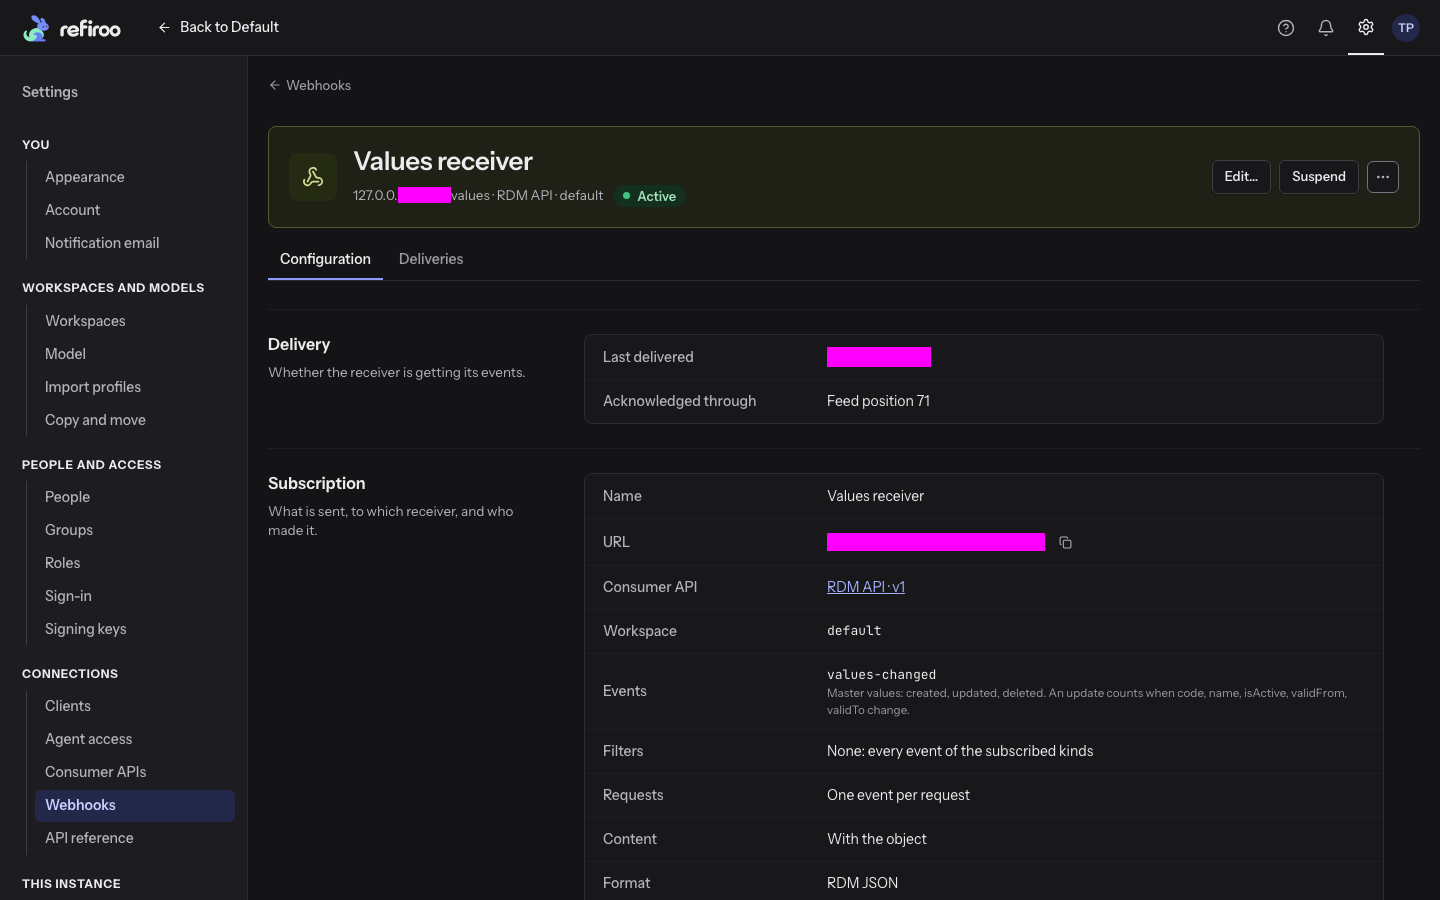 refiroo
Back to Default
TP
Settings
YOU
Appearance
Account
Notification email
WORKSPACES AND MODELS
Workspaces
Model
Import profiles
Copy and move
PEOPLE AND ACCESS
People
Groups
Roles
Sign-in
Signing keys
CONNECTIONS
Clients
Agent access
Consumer APIs
Webhooks
API reference
THIS INSTANCE
Webhooks
Values receiver
127.0.0. values · RDM API · default
Active
Edit...
Suspend
Configuration
Deliveries
Delivery
Whether the receiver is getting its events.
Last delivered
Acknowledged through
Feed position 71
Subscription
What is sent, to which receiver, and who
made it.
Name
Values receiver
URL
Consumer API
RDM API · v1
Workspace
default
Events
values-changed
Master values: created, updated, deleted. An update counts when code, name, isActive, validFrom,
validTo change.
Filters
None: every event of the subscribed kinds
Requests
One event per request
Content
With the object
Format
RDM JSON